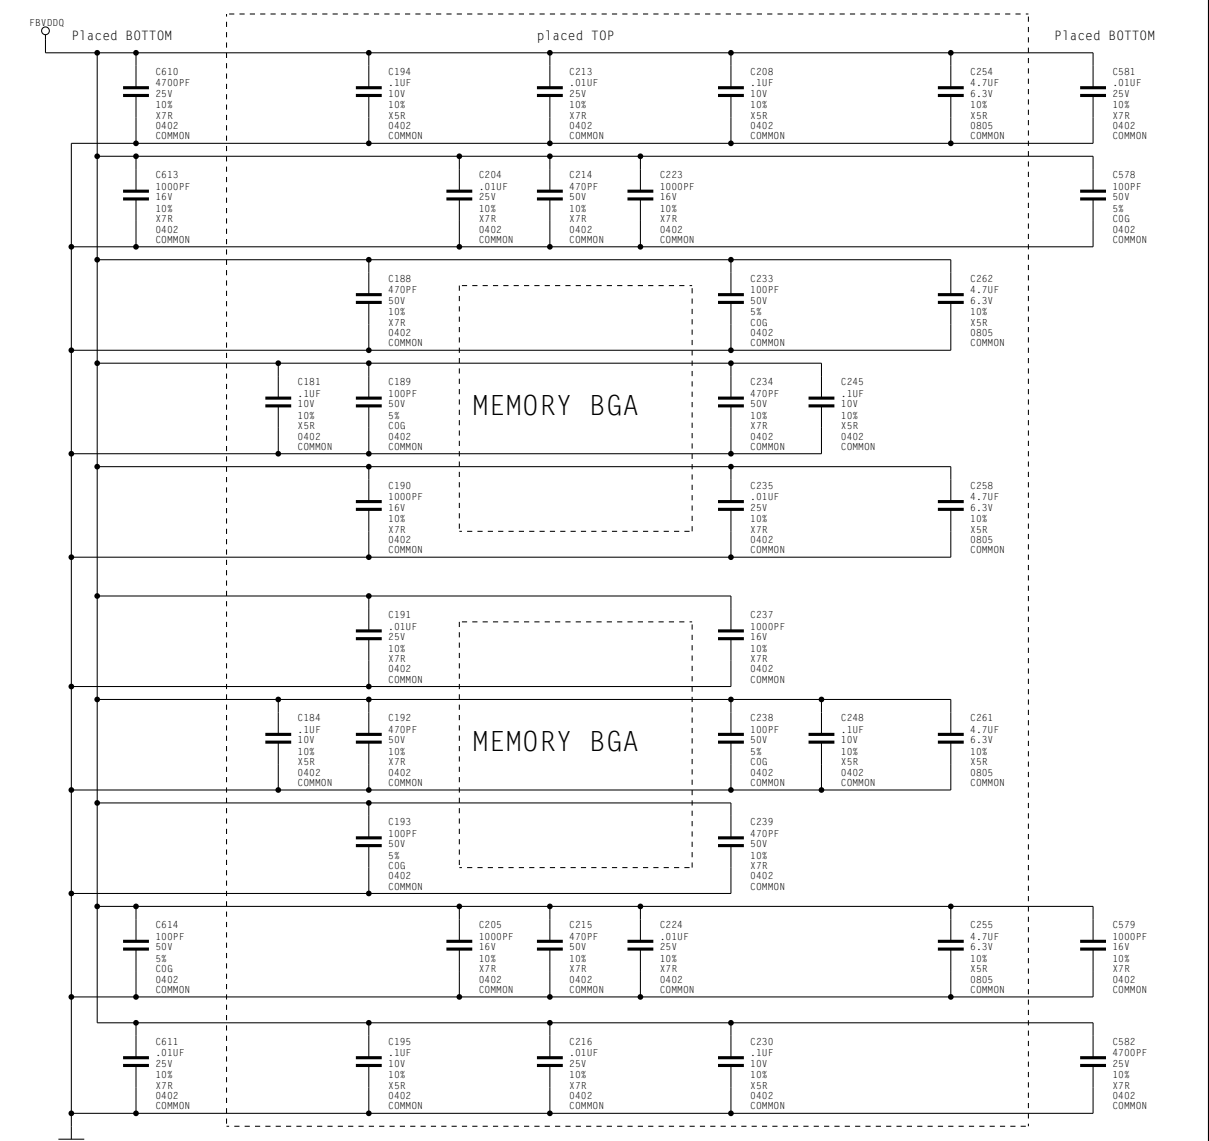 FBVDDQ
Placed BOTTOM
placed TOP
Placed BOTTOM
C610
4700PF
25V
10%
X7R
0402
COMMON
C194
.1UF
10V
10%
X5R
0402
COMMON
C213
.01UF
25V
10%
X7R
0402
COMMON
C208
.1UF
10V
10%
X5R
0402
COMMON
C254
4.7UF
6.3V
10%
X5R
0805
COMMON
C581
.01UF
25V
10%
X7R
0402
COMMON
C613
1000PF
16V
10%
X7R
0402
COMMON
C204
.01UF
25V
10%
X7R
0402
COMMON
C214
470PF
50V
10%
X7R
0402
COMMON
C223
1000PF
16V
10%
X7R
0402
COMMON
C578
100PF
50V
5%
COG
0402
COMMON
C188
470PF
50V
10%
X7R
0402
COMMON
C233
100PF
50V
5%
COG
0402
COMMON
C262
4.7UF
6.3V
10%
X5R
0805
COMMON
C181
.1UF
10V
10%
X5R
0402
COMMON
C189
100PF
50V
5%
COG
0402
COMMON
MEMORY BGA
C234
470PF
50V
10%
X7R
0402
COMMON
C245
.1UF
10V
10%
X5R
0402
COMMON
C190
1000PF
16V
10%
X7R
0402
COMMON
C235
.01UF
25V
10%
X7R
0402
COMMON
C258
4.7UF
6.3V
10%
X5R
0805
COMMON
C191
.01UF
25V
10%
X7R
0402
COMMON
C237
1000PF
16V
10%
X7R
0402
COMMON
C184
.1UF
10V
10%
X5R
0402
COMMON
C192
470PF
50V
10%
X7R
0402
COMMON
MEMORY BGA
C238
100PF
50V
5%
COG
0402
COMMON
C248
.1UF
10V
10%
X5R
0402
COMMON
C261
4.7UF
6.3V
10%
X5R
0805
COMMON
C193
100PF
50V
5%
COG
0402
COMMON
C239
470PF
50V
10%
X7R
0402
COMMON
C614
100PF
50V
5%
COG
0402
COMMON
C205
1000PF
16V
10%
X7R
0402
COMMON
C215
470PF
50V
10%
X7R
0402
COMMON
C224
.01UF
25V
10%
X7R
0402
COMMON
C255
4.7UF
6.3V
10%
X5R
0805
COMMON
C579
1000PF
16V
10%
X7R
0402
COMMON
C611
.01UF
25V
10%
X7R
0402
COMMON
C195
.1UF
10V
10%
X5R
0402
COMMON
C216
.01UF
25V
10%
X7R
0402
COMMON
C230
.1UF
10V
10%
X5R
0402
COMMON
C582
4700PF
25V
10%
X7R
0402
COMMON